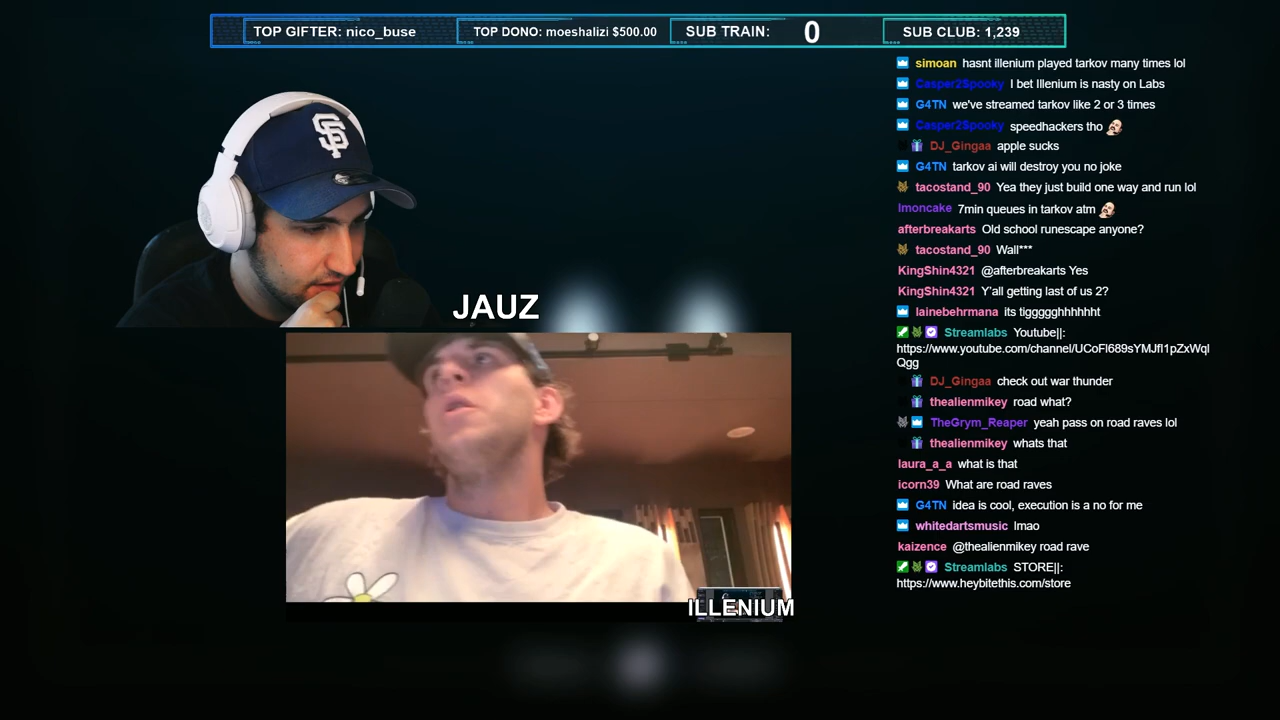 TOP GIFTER: nico_buse
TOP DONO: moeshalizi $500.00
SUB TRAIN: 0
SUB CLUB: 1,239
simoan hasnt illenium played tarkov many times lol
Casper2Spooky I bet Illenium is nasty on Labs
G4TN we've streamed tarkov like 2 or 3 times
Casper2Spooky speedhackers tho
DJ_Gingaa apple sucks
G4TN tarkov ai will destroy you no joke
tacostand_90 Yea they just build one way and run lol
lmoncake 7min queues in tarkov atm
afterbreakarts Old school runescape anyone?
tacostand_90 Wall***
KingShin4321 @afterbreakarts Yes
KingShin4321 Y'all getting last of us 2?
lainebehrmana its tiggggghhhhhht
Streamlabs Youtube||:
https://www.youtube.com/channel/UCoFl689sYMJfl1pZxWql
Qgg
DJ_Gingaa check out war thunder
thealienmikey road what?
TheGrym_Reaper yeah pass on road raves lol
thealienmikey whats that
laura_a_a what is that
icorn39 What are road raves
G4TN idea is cool, execution is a no for me
whitedartsmusic lmao
kaizence @thealienmikey road rave
Streamlabs STORE||:
https://www.heybitethis.com/store
SF
JAUZ
ILLENIUM